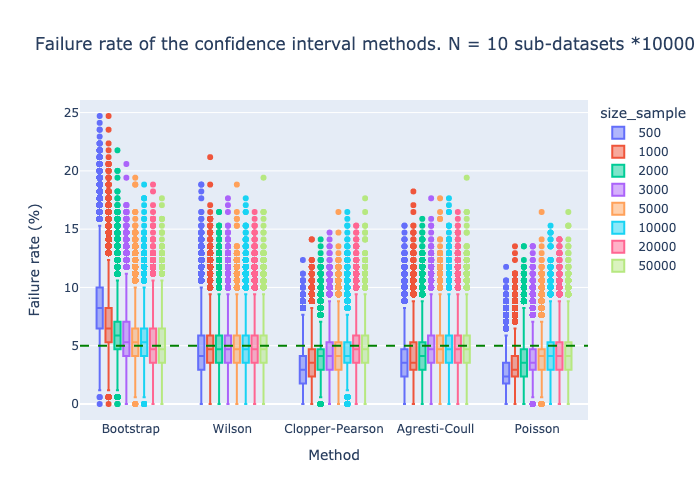 Failure rate of the confidence interval methods. N = 10 sub-datasets *10000
size_sample
500
1000
2000
3000
5000
10000
20000
50000
Failure rate (%)
25
20
15
10
5
0
Bootstrap Wilson Clopper-Pearson Agresti-Coull Poisson
Method